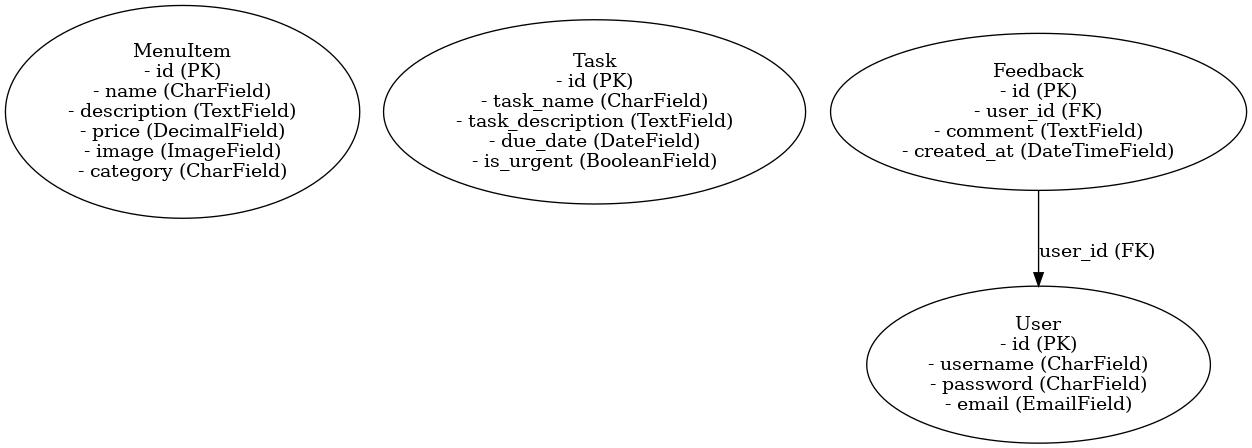 MenuItem
- id (PK)
- name (CharField)
- description (TextField)
- price (DecimalField)
- image (ImageField)
- category (CharField)
Task
- id (PK)
- task_name (CharField)
- task_description (TextField)
- due_date (DateField)
- is_urgent (BooleanField)
Feedback
- id (PK)
- user_id (FK)
- comment (TextField)
- created_at (DateTimeField)
user_id (FK)
User
- id (PK)
- username (CharField)
- password (CharField)
- email (EmailField)